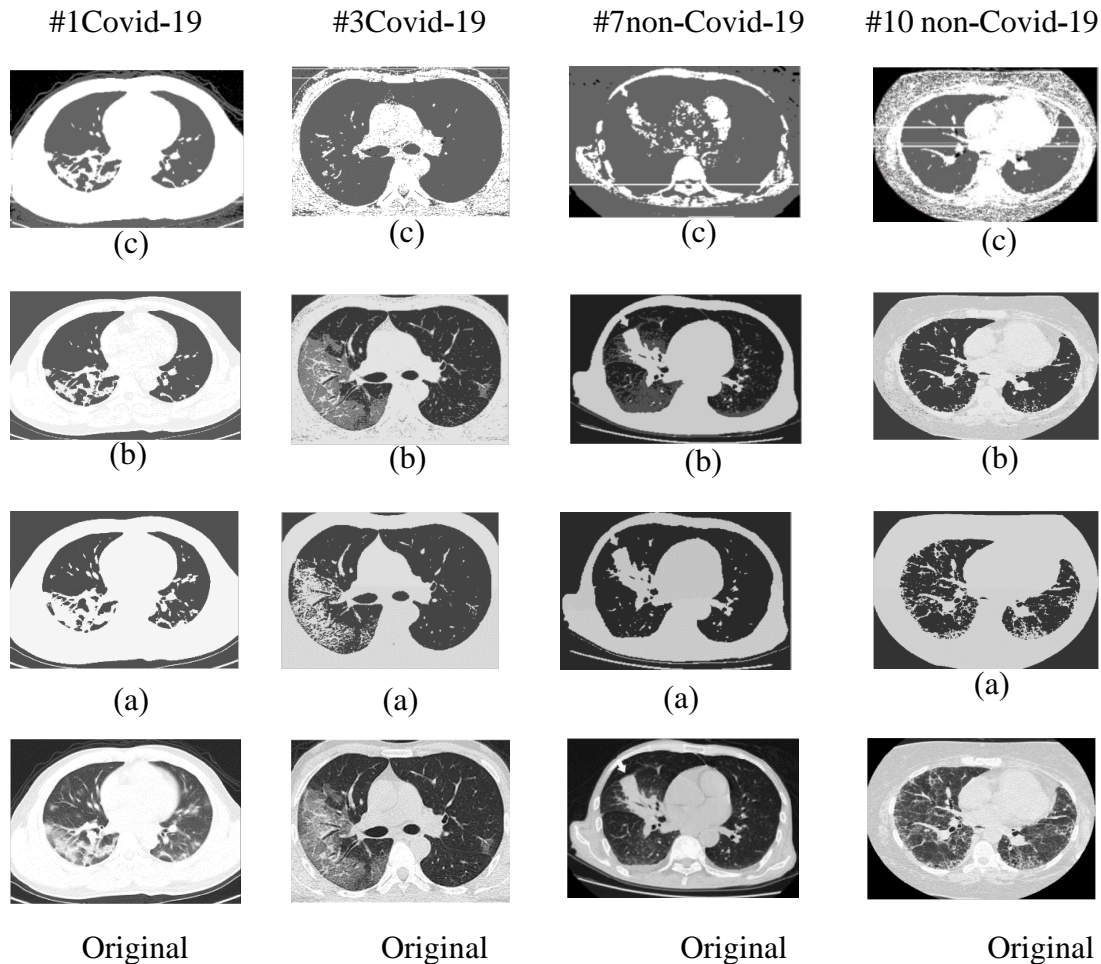 #1Covid-19 #3Covid-19 #7non-Covid-19 #10 non-Covid-19
(c) (c) (c) (c)
(b) (b) (b) (b)
(a) (a) (a) (a)
Original Original Original Original